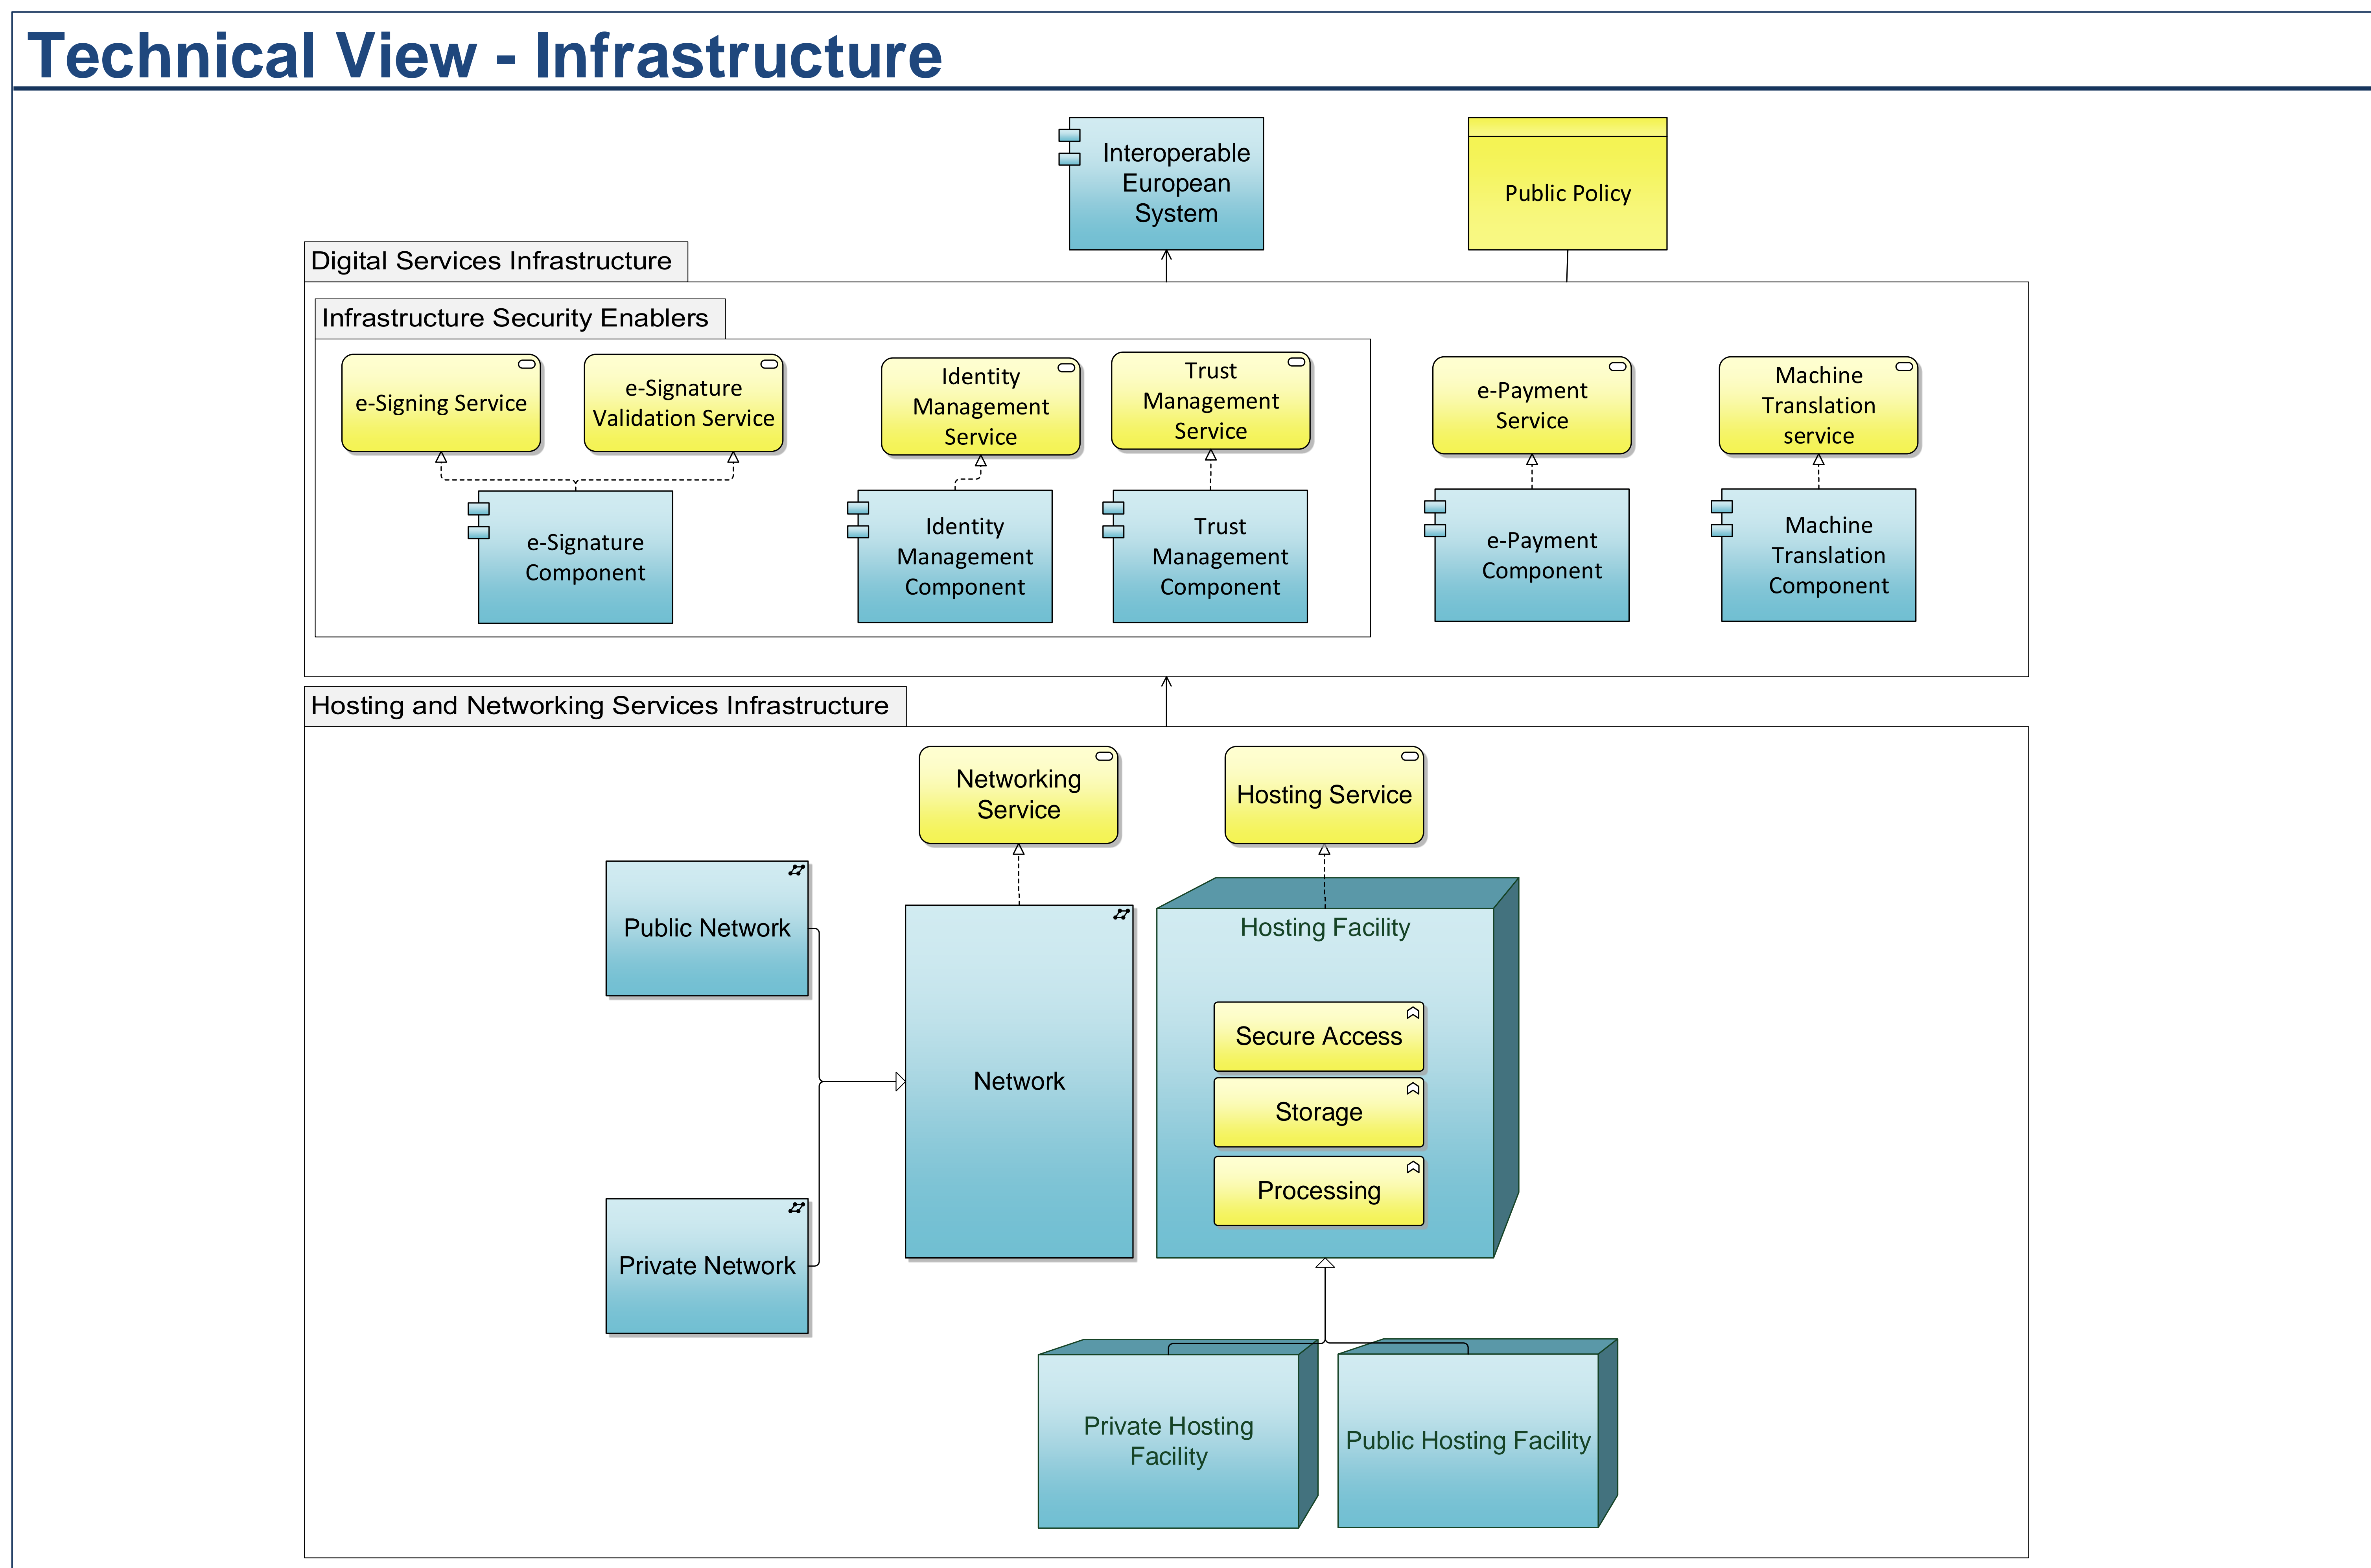 Technical View - Infrastructure
Interoperable
European
System
Public Policy
Digital Services Infrastructure
Infrastructure Security Enablers
e-Signing Service
e-Signature
Validation Service
Identity
Management
Service
Trust
Management
Service
e-Payment
Service
Machine
Translation
service
e-Signature
Component
Identity
Management
Component
Trust
Management
Component
e-Payment
Component
Machine
Translation
Component
Hosting and Networking Services Infrastructure
Networking
Service
Hosting Service
Public Network
Hosting Facility
Secure Access
Network
Storage
Processing
Private Network
Private Hosting
Facility
Public Hosting Facility